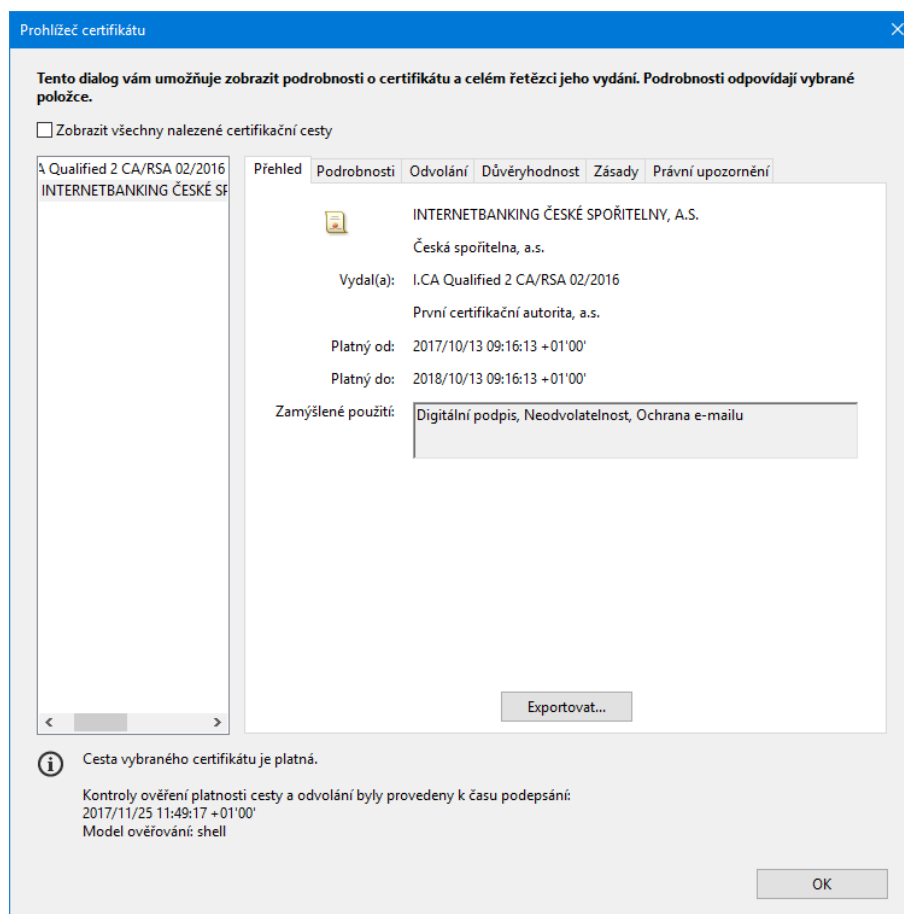 Prohlížeč certifikátu
Tento dialog vám umožňuje zobrazit podrobnosti o certifikátu a celém řetězci jeho vydání. Podrobnosti odpovídají vybrané
položce.
Zobrazit všechny nalezené certifikační cesty
A Qualified 2 CA/RSA 02/2016
INTERNETBANKING ČESKÉ SP
Přehled Podrobnosti Odvolání Důvěryhodnost Zásady Právní upozornění
INTERNETBANKING ČESKÉ SPOŘITELNY, A.S.
Česká spořitelna, a.s.
Vydal(a): I.CA Qualified 2 CA/RSA 02/2016
První certifikační autorita, a.s.
Platný od: 2017/10/13 09:16:13 +01'00'
Platný do: 2018/10/13 09:16:13 +01'00'
Zamýšlené použití: Digitální podpis, Neodvolatelnost, Ochrana e-mailu
Exportovat...
Cesta vybraného certifikátu je platná.
Kontroly ověření platnosti cesty a odvolání byly provedeny k času podepsání:
2017/11/25 11:49:17 +01'00'
Model ověřování: shell
OK